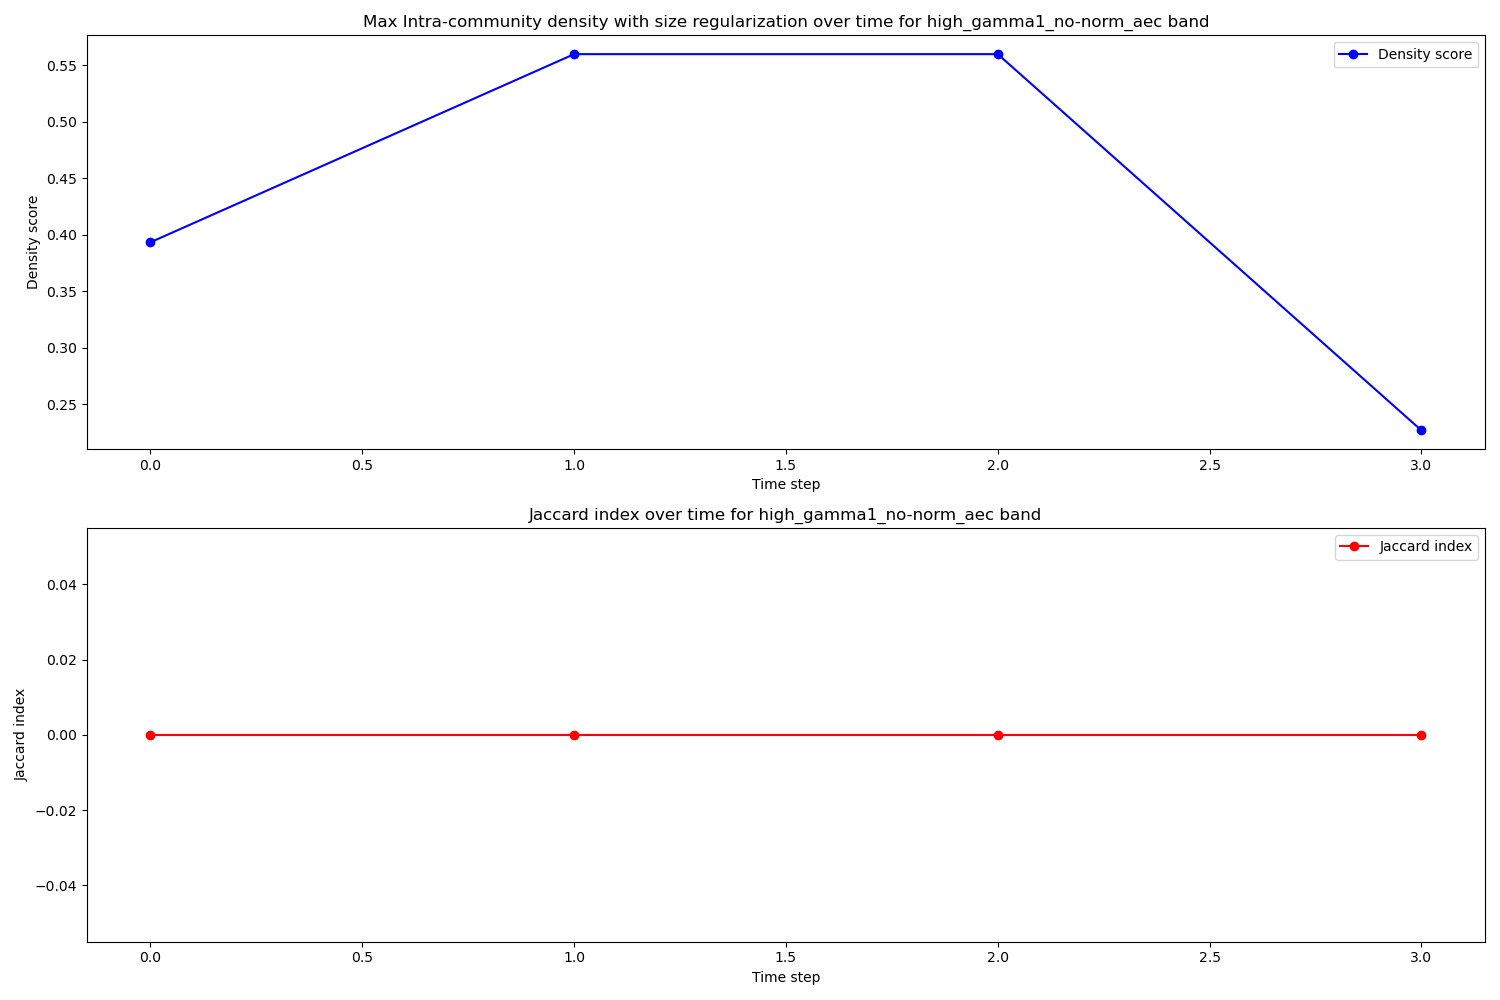 Max Intra-community density with size regularization over time for high_gamma1_no-norm_aec band
Density score
0.55
0.50
0.45
0.40
0.35
0.30
0.25
Density score
0.0 0.5 1.0 1.5 2.0 2.5 3.0
Time step
Jaccard index over time for high_gamma1_no-norm_aec band
Jaccard index
0.04
0.02
0.00
−0.02
−0.04
Jaccard index
0.0 0.5 1.0 1.5 2.0 2.5 3.0
Time step